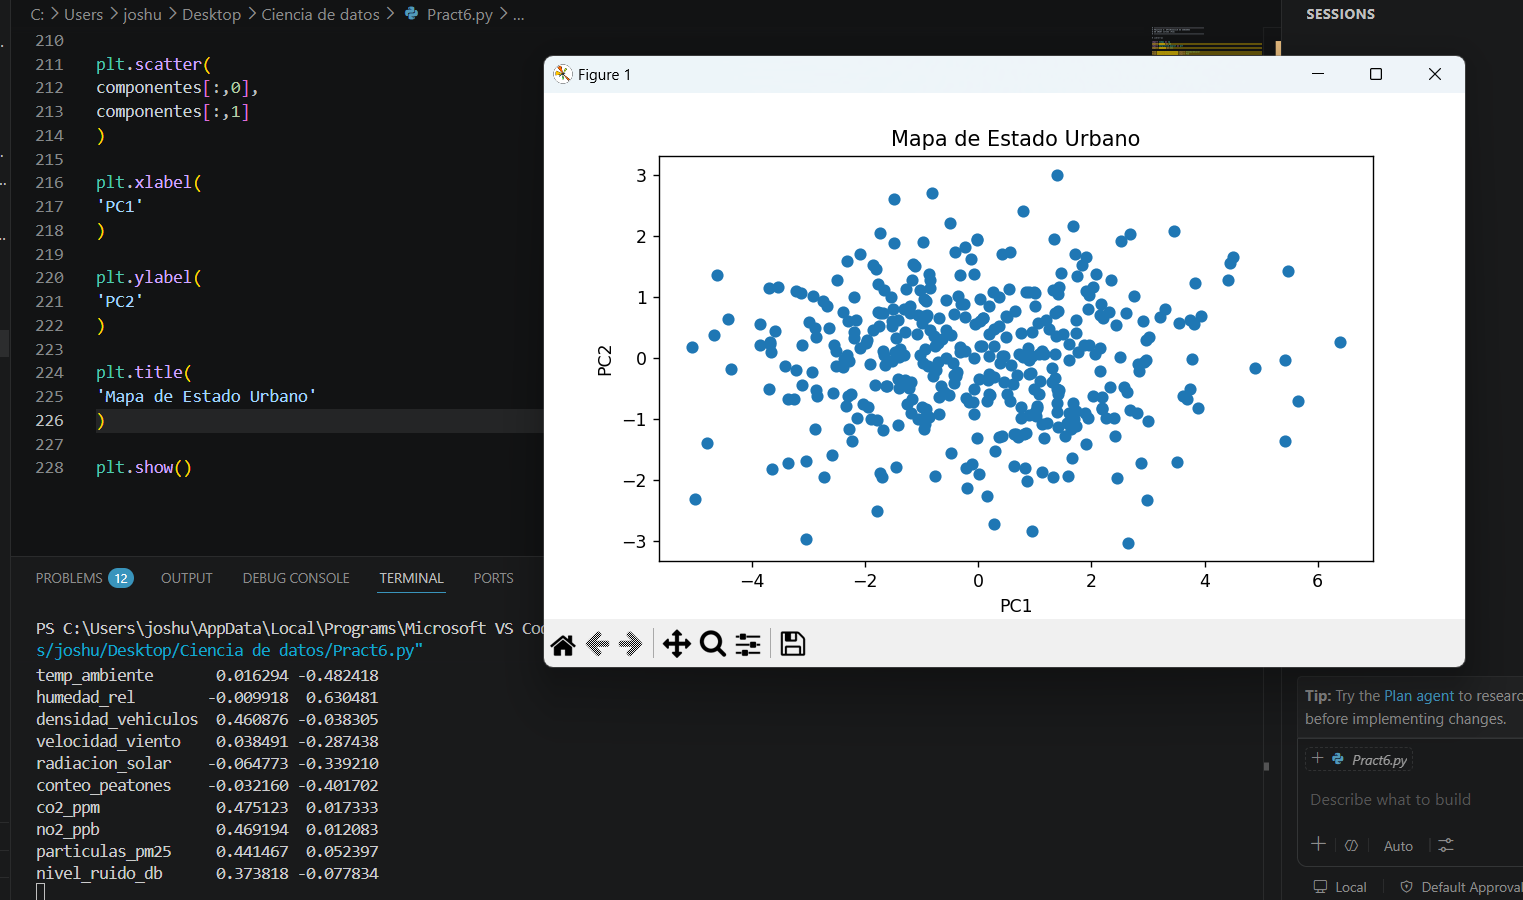 C: > Users > joshu > Desktop > Ciencia de datos > Pract6.py > ...
SESSIONS
210
211 plt.scatter(
212 componentes[:,0],
213 componentes[:,1]
214 )
215
216 plt.xlabel(
217 'PC1'
218 )
219
220 plt.ylabel(
221 'PC2'
222 )
223
224 plt.title(
225 'Mapa de Estado Urbano'
226 )
227
228 plt.show()
Figure 1
Mapa de Estado Urbano
3
2
1
0
−1
−2
−3
PC2
−4 −2 0 2 4 6
PC1
PROBLEMS 12 OUTPUT DEBUG CONSOLE TERMINAL PORTS
PS C:\Users\joshu\AppData\Local\Programs\Microsoft VS
s/joshu/Desktop/Ciencia de datos/Pract6.py"
temp_ambiente 0.016294 -0.482418
humedad_rel -0.009918 0.630481
densidad_vehiculos 0.460876 -0.038305
velocidad_viento 0.038491 -0.287438
radiacion_solar -0.064773 -0.339210
conteo_peatones -0.032160 -0.401702
co2_ppm 0.475123 0.017333
no2_ppb 0.469194 0.012083
particulas_pm25 0.441467 0.052397
nivel_ruido_db 0.373818 -0.077834
Tip: Try the Plan agent to researc
before implementing changes.
+ Pract6.py
Describe what to build
Auto
Local Default Approval